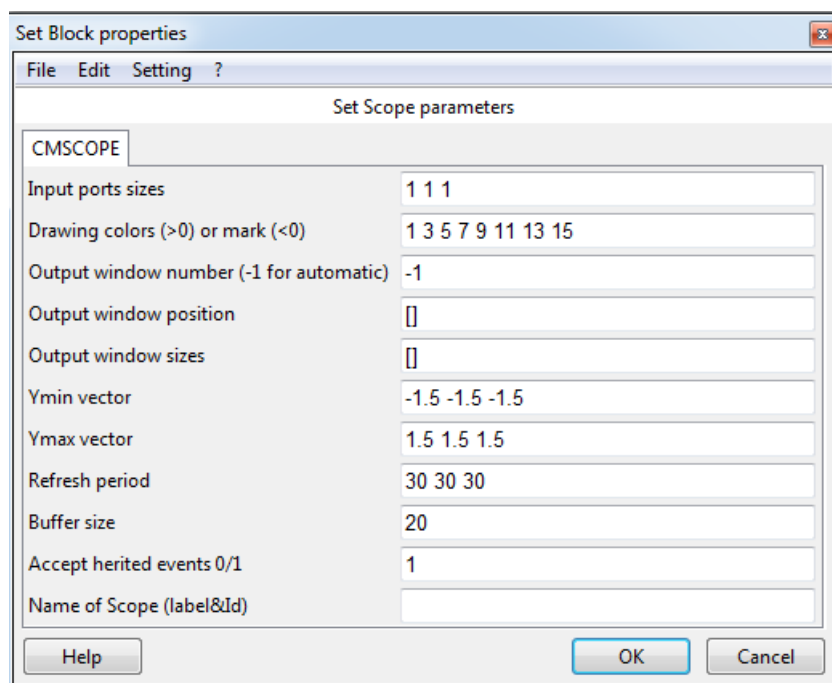 Set Block properties
File Edit Setting ?
Set Scope parameters
CMSCOPE
Input ports sizes 1 1 1
Drawing colors (>0) or mark (<0) 1 3 5 7 9 11 13 15
Output window number (-1 for automatic) -1
Output window position []
Output window sizes []
Ymin vector -1.5 -1.5 -1.5
Ymax vector 1.5 1.5 1.5
Refresh period 30 30 30
Buffer size 20
Accept herited events 0/1 1
Name of Scope (label&Id)
Help OK Cancel